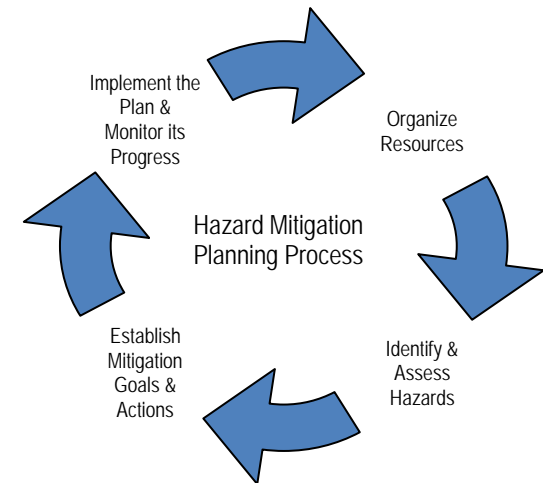 Implement the
Plan &
Monitor its
Progress
Organize
Resources
Hazard Mitigation
Planning Process
Establish
Mitigation
Goals &
Actions
Identify &
Assess
Hazards